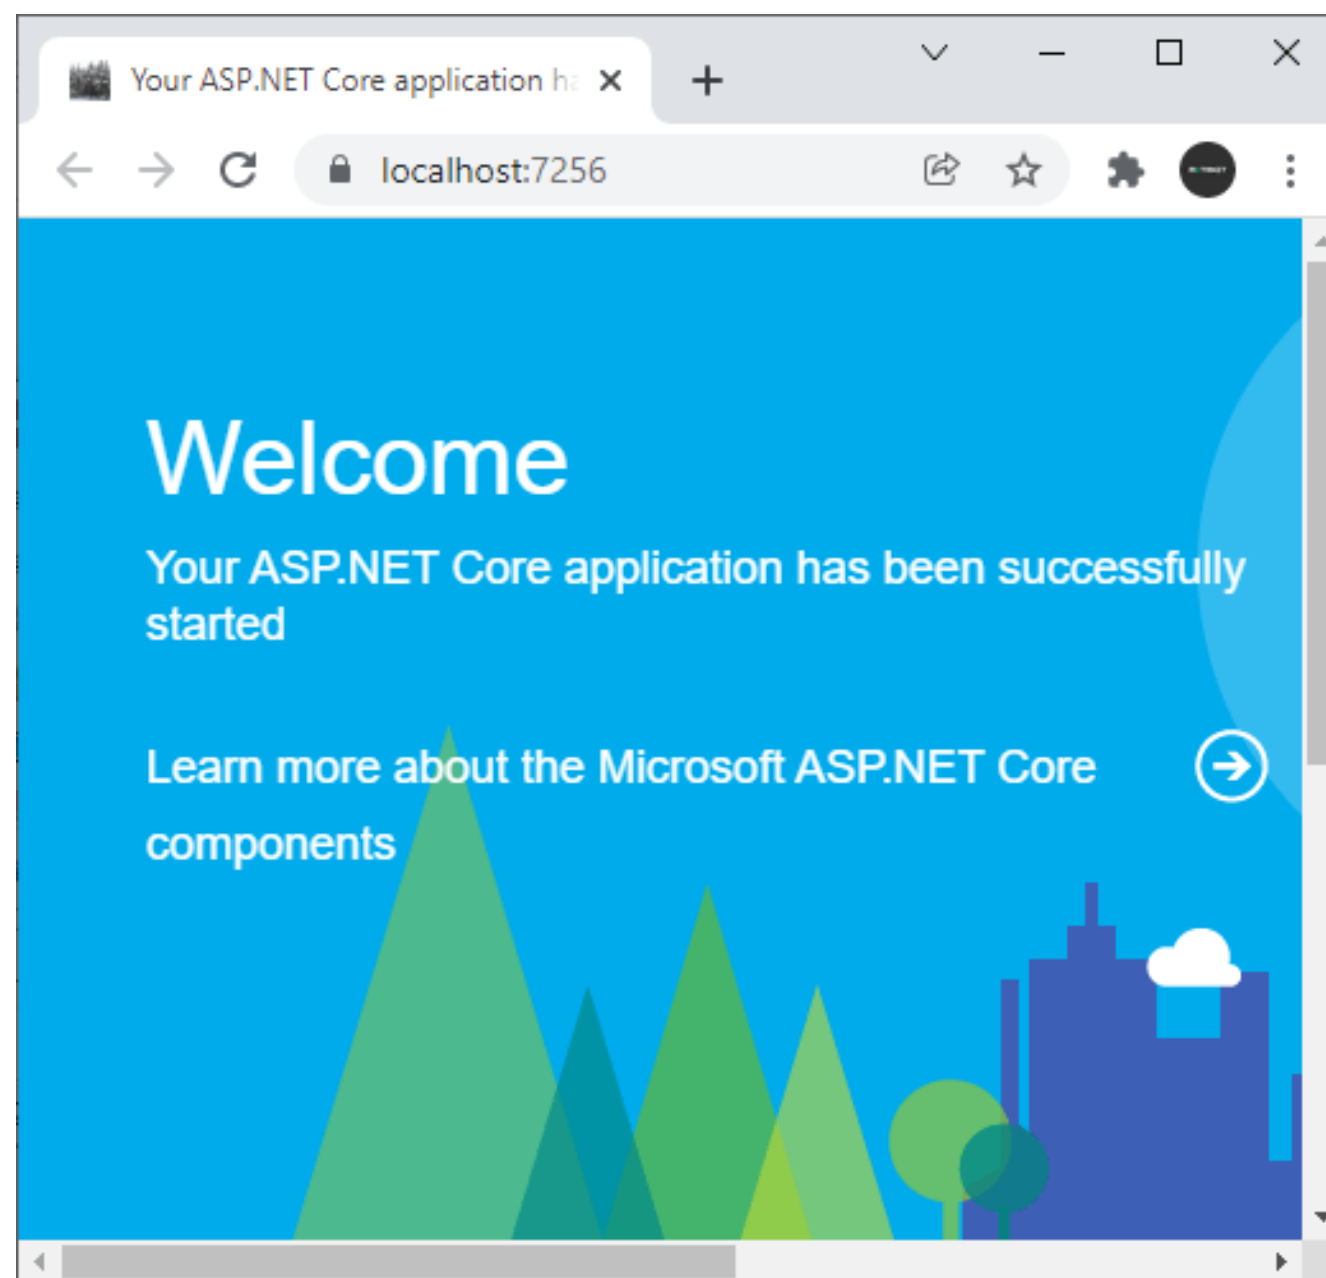 Your ASP.NET Core application ha
localhost:7256
Welcome
Your ASP.NET Core application has been successfully
started
Learn more about the Microsoft ASP.NET Core
components